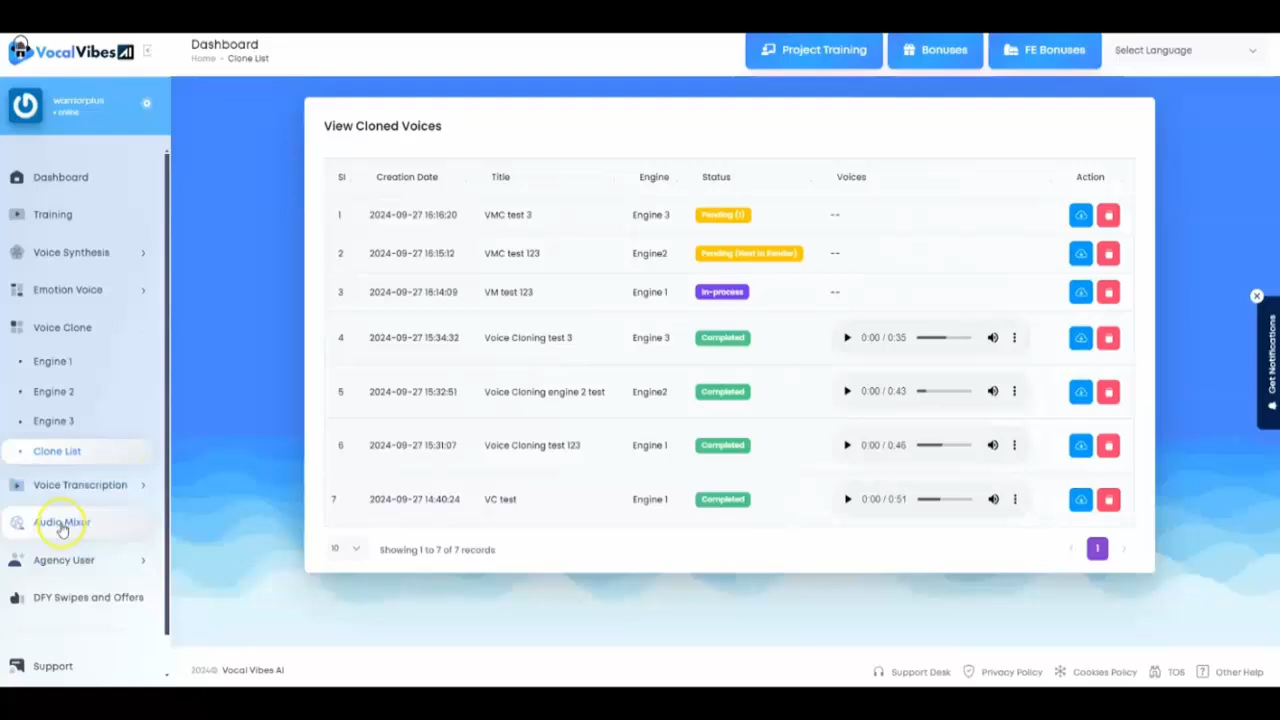 VocalVibes AI
Dashboard
Home - Clone List
Project Training
Bonuses
FE Bonuses
Select Language
warriorplus
online
Dashboard
Training
Voice Synthesis
Emotion Voice
Voice Clone
Engine 1
Engine 2
Engine 3
Clone List
Voice Transcription
Audio Mixer
Agency User
DFY Swipes and Offers
Support
View Cloned Voices
Sl Creation Date Title Engine Status Voices Action
1 2024-09-27 16:16:20 VMC test 3 Engine 3 Pending (1) --
2 2024-09-27 16:15:12 VMC test 123 Engine2 Pending (Next in Render) --
3 2024-09-27 16:14:09 VM test 123 Engine 1 In-process --
4 2024-09-27 15:34:32 Voice Cloning test 3 Engine 3 Completed 0:00 / 0:35
5 2024-09-27 15:32:51 Voice Cloning engine 2 test Engine2 Completed 0:00 / 0:43
6 2024-09-27 15:31:07 Voice Cloning test 123 Engine 1 Completed 0:00 / 0:46
7 2024-09-27 14:40:24 VC test Engine 1 Completed 0:00 / 0:51
10 Showing 1 to 7 of 7 records
1
Get Notifications
2024© Vocal Vibes AI
Support Desk
Privacy Policy
Cookies Policy
TOS
Other Help